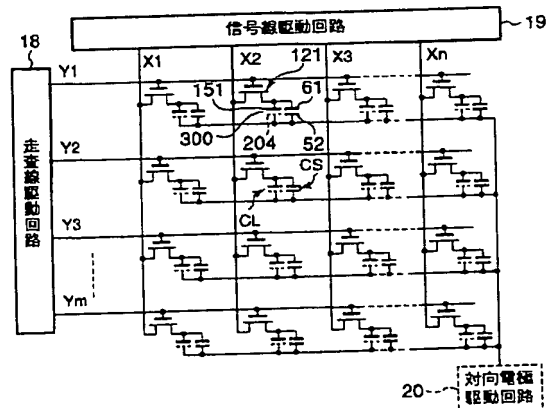 信号線駆動回路
19
18
走査線駆動回路
X1
X2
X3
Xn
121
Y1
151
61
300
204
52
Y2
CS
CL
Y3
Ym
20
対向電極
駆動回路